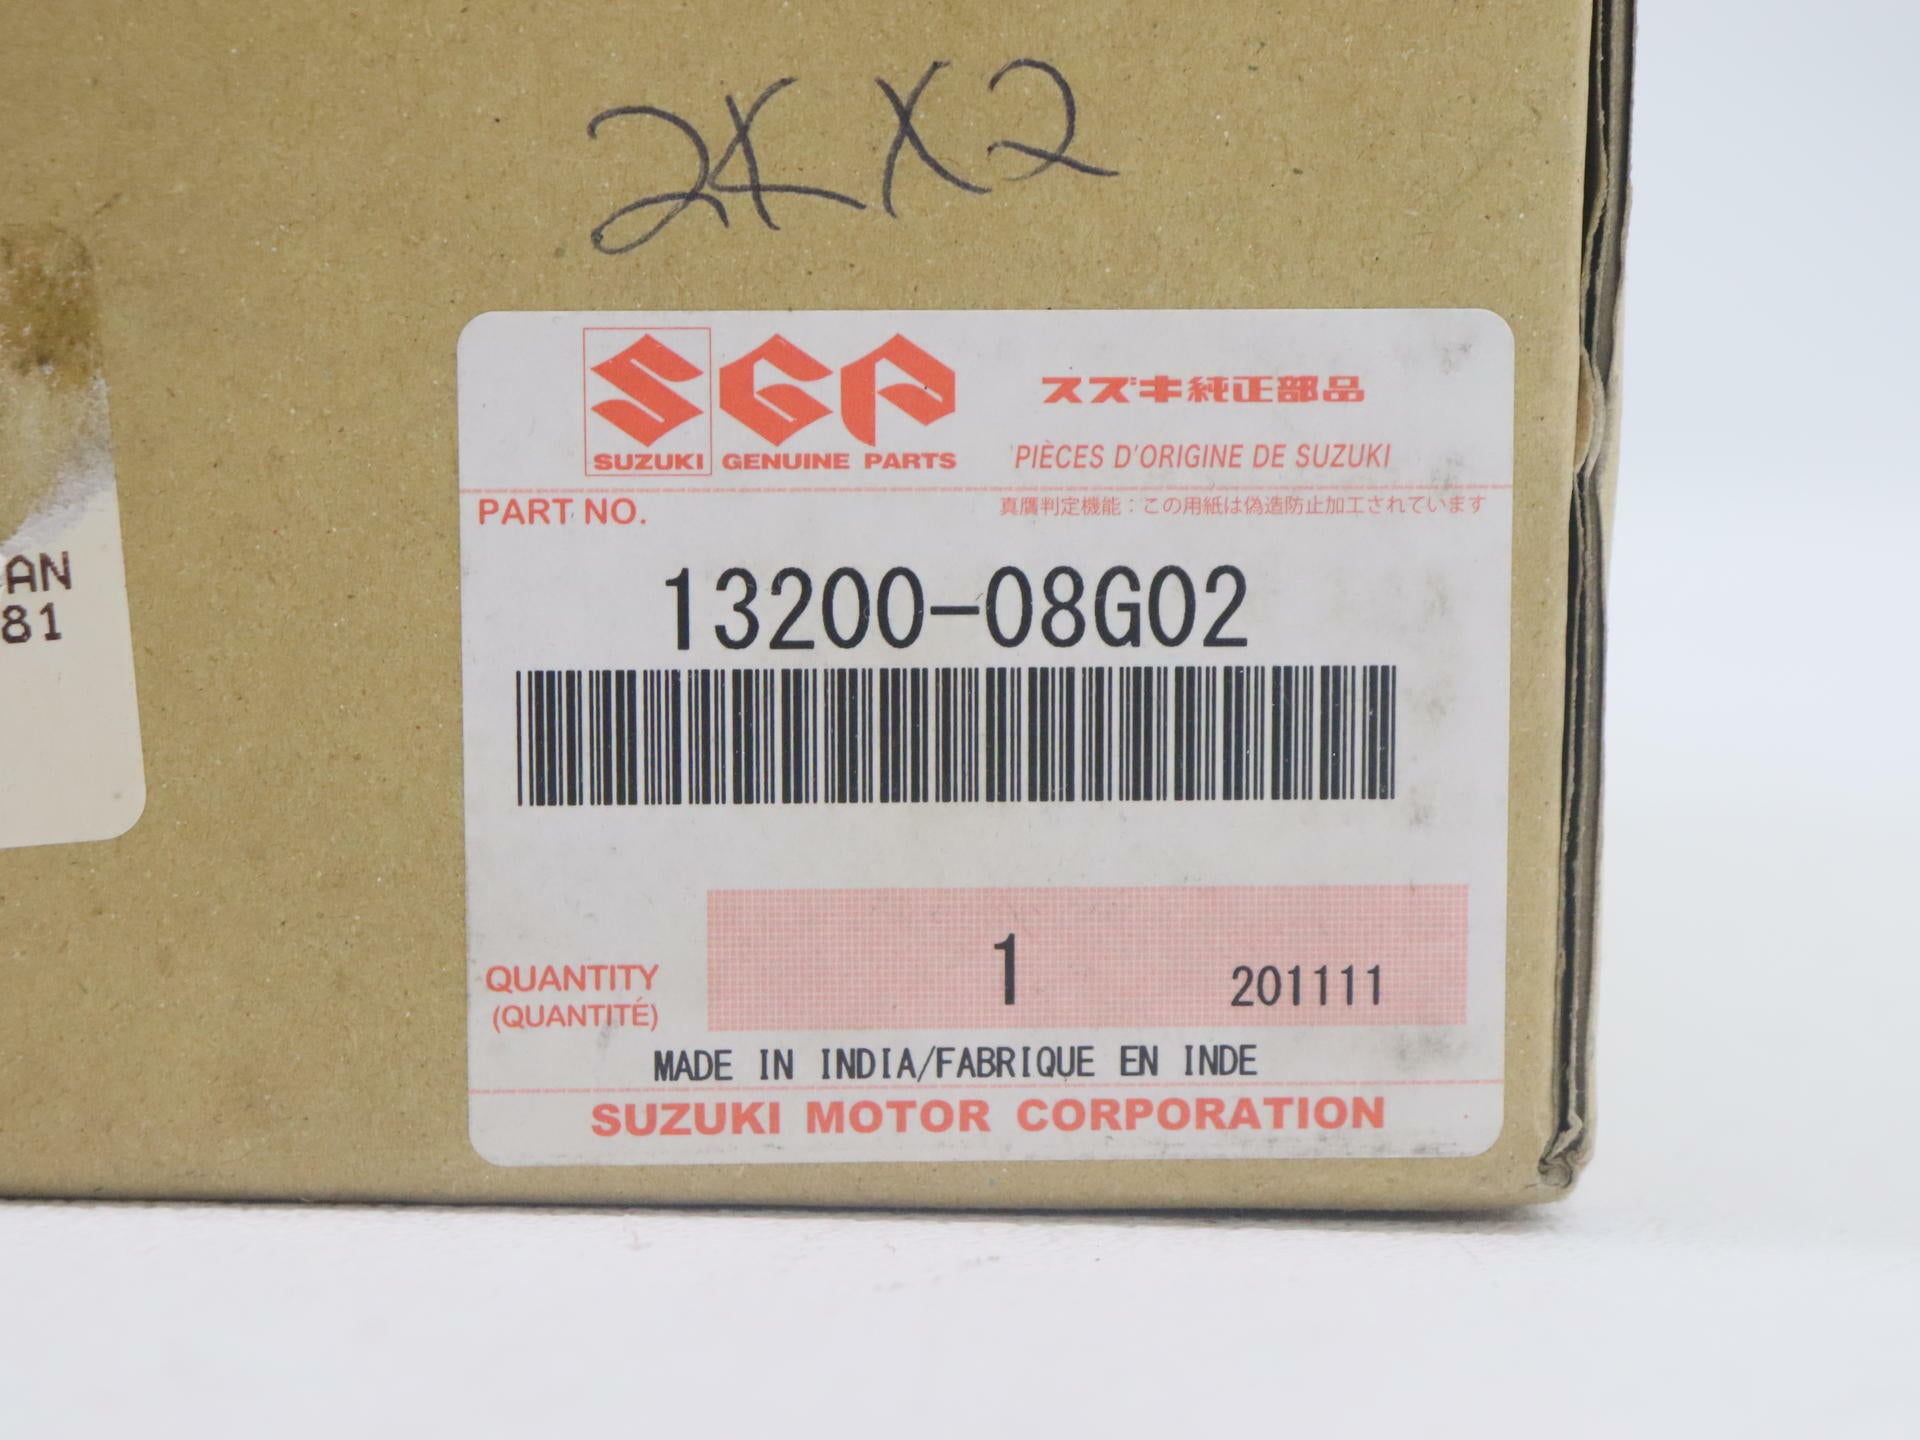 2K X2
SUZUKI GENUINE PARTS
スズキ純正部品
PIÈCES D'ORIGINE DE SUZUKI
PART NO.
真贋判定機能：この用紙は偽造防止加工されています
13200-08G02
AN
81
QUANTITY
(QUANTITÉ)
1
201111
MADE IN INDIA/FABRIQUE EN INDE
SUZUKI MOTOR CORPORATION